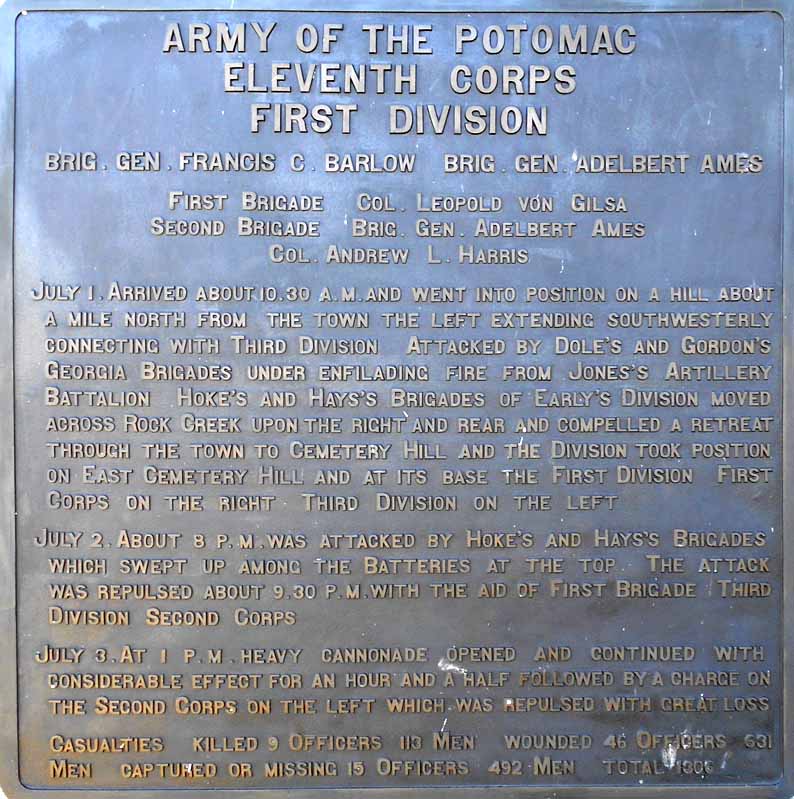 ARMY OF THE POTOMAC
ELEVENTH CORPS
FIRST DIVISION
BRIG. GEN. FRANCIS C. BARLOW BRIG. GEN. ADELBERT AMES
FIRST BRIGADE COL. LEOPOLD VON GILSA
SECOND BRIGADE BRIG. GEN. ADELBERT AMES
COL. ANDREW L. HARRIS
JULY 1. ARRIVED ABOUT 10.30 A.M. AND WENT INTO POSITION ON A HILL ABOUT
A MILE NORTH FROM THE TOWN THE LEFT EXTENDING SOUTHWESTERLY
CONNECTING WITH THIRD DIVISION ATTACKED BY DOLE'S AND GORDON'S
GEORGIA BRIGADES UNDER ENFILADING FIRE FROM JONES'S ARTILLERY
BATTALION HOKE'S AND HAYS'S BRIGADES OF EARLY'S DIVISION MOVED
ACROSS ROCK CREEK UPON THE RIGHT AND REAR AND COMPELLED A RETREAT
THROUGH THE TOWN TO CEMETERY HILL AND THE DIVISION TOOK POSITION
ON EAST CEMETERY HILL AND AT ITS BASE THE FIRST DIVISION FIRST
CORPS ON THE RIGHT THIRD DIVISION ON THE LEFT
JULY 2. ABOUT 8 P.M. WAS ATTACKED BY HOKE'S AND HAYS'S BRIGADES
WHICH SWEPT UP AMONG THE BATTERIES AT THE TOP THE ATTACK
WAS REPULSED ABOUT 9.30 P.M. WITH THE AID OF FIRST BRIGADE THIRD
DIVISION SECOND CORPS
JULY 3. AT 1 P.M. HEAVY CANNONADE OPENED AND CONTINUED WITH
CONSIDERABLE EFFECT FOR AN HOUR AND A HALF FOLLOWED BY A CHARGE ON
THE SECOND CORPS ON THE LEFT WHICH WAS REPULSED WITH GREAT LOSS
CASUALTIES KILLED 9 OFFICERS 113 MEN WOUNDED 46 OFFICERS 631
MEN CAPTURED OR MISSING 15 OFFICERS 492 MEN TOTAL 1306